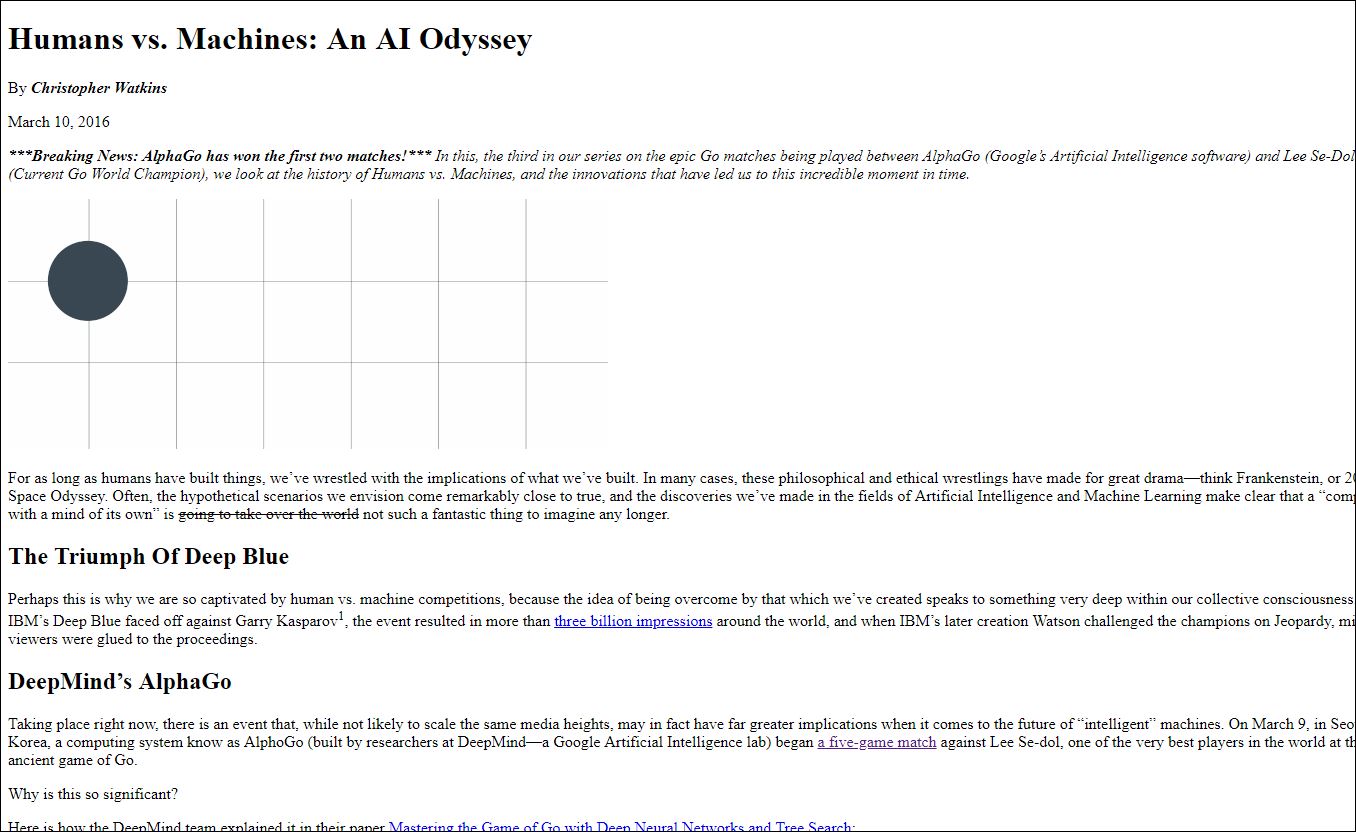 Humans vs. Machines: An AI Odyssey
By Christopher Watkins
March 10, 2016
***Breaking News: AlphaGo has won the first two matches!*** In this, the third in our series on the epic Go matches being played between AlphaGo (Google’s Artificial Intelligence software) and Lee Se-Dol
(Current Go World Champion), we look at the history of Humans vs. Machines, and the innovations that have led us to this incredible moment in time.
For as long as humans have built things, we’ve wrestled with the implications of what we’ve built. In many cases, these philosophical and ethical wrestlings have made for great drama—think Frankenstein, or
Space Odyssey. Often, the hypothetical scenarios we envision come remarkably close to true, and the discoveries we’ve made in the fields of Artificial Intelligence and Machine Learning make clear that a
with a mind of its own” is going to take over the world not such a fantastic thing to imagine any longer.
The Triumph Of Deep Blue
Perhaps this is why we are so captivated by human vs. machine competitions, because the idea of being overcome by that which we’ve created speaks to something very deep within our collective consciousness
IBM’s Deep Blue faced off against Garry Kasparov1, the event resulted in more than three billion impressions around the world, and when IBM’s later creation Watson challenged the champions on Jeopardy,
viewers were glued to the proceedings.
DeepMind’s AlphaGo
Taking place right now, there is an event that, while not likely to scale the same media heights, may in fact have far greater implications when it comes to the future of “intelligent” machines. On March 9, in
Korea, a computing system know as AlphoGo (built by researchers at DeepMind—a Google Artificial Intelligence lab) began a five-game match against Lee Se-dol, one of the very best players in the world at
ancient game of Go.
Why is this so significant?
Here is how the DeepMind team explained it in their paper Mastering the Game of Go with Deep Neural Networks and Tree Search: